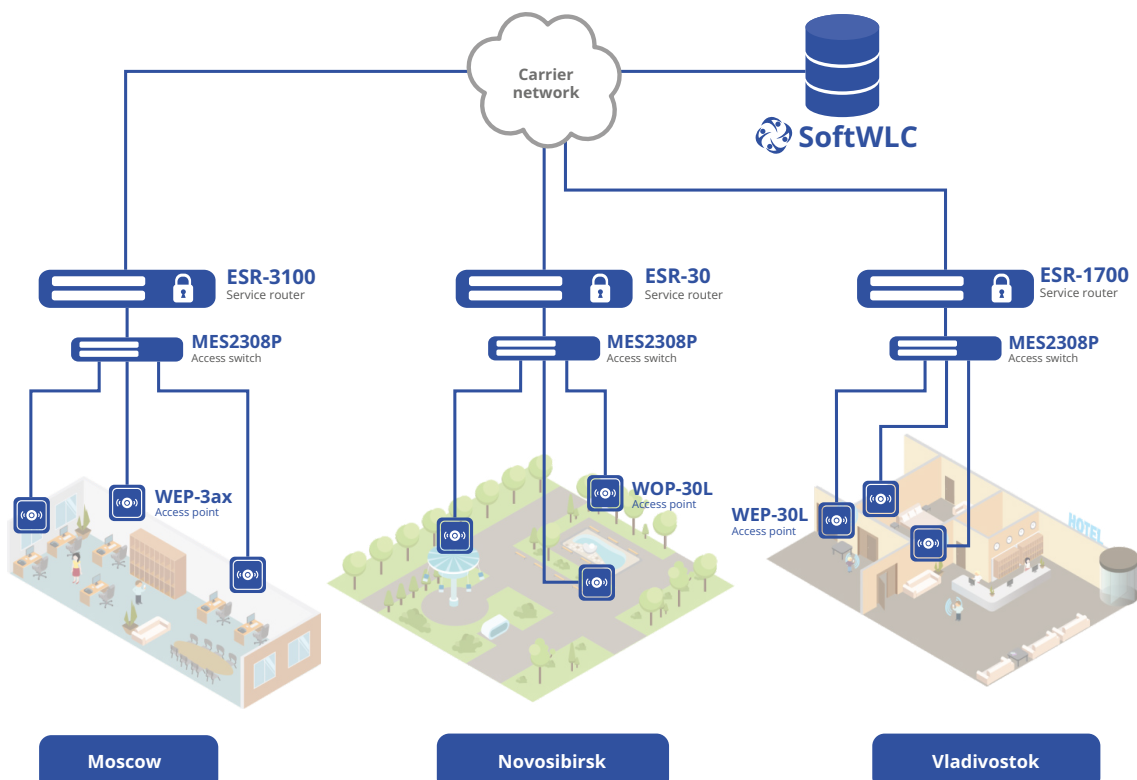 Carrier
network
SoftWLC
ESR-3100
Service router
ESR-30
Service router
ESR-1700
Service router
MES2308P
Access switch
MES2308P
Access switch
MES2308P
Access switch
WEP-3ax
Access point
WOP-30L
Access point
WEP-30L
Access point
HOTEL
Moscow
Novosibirsk
Vladivostok